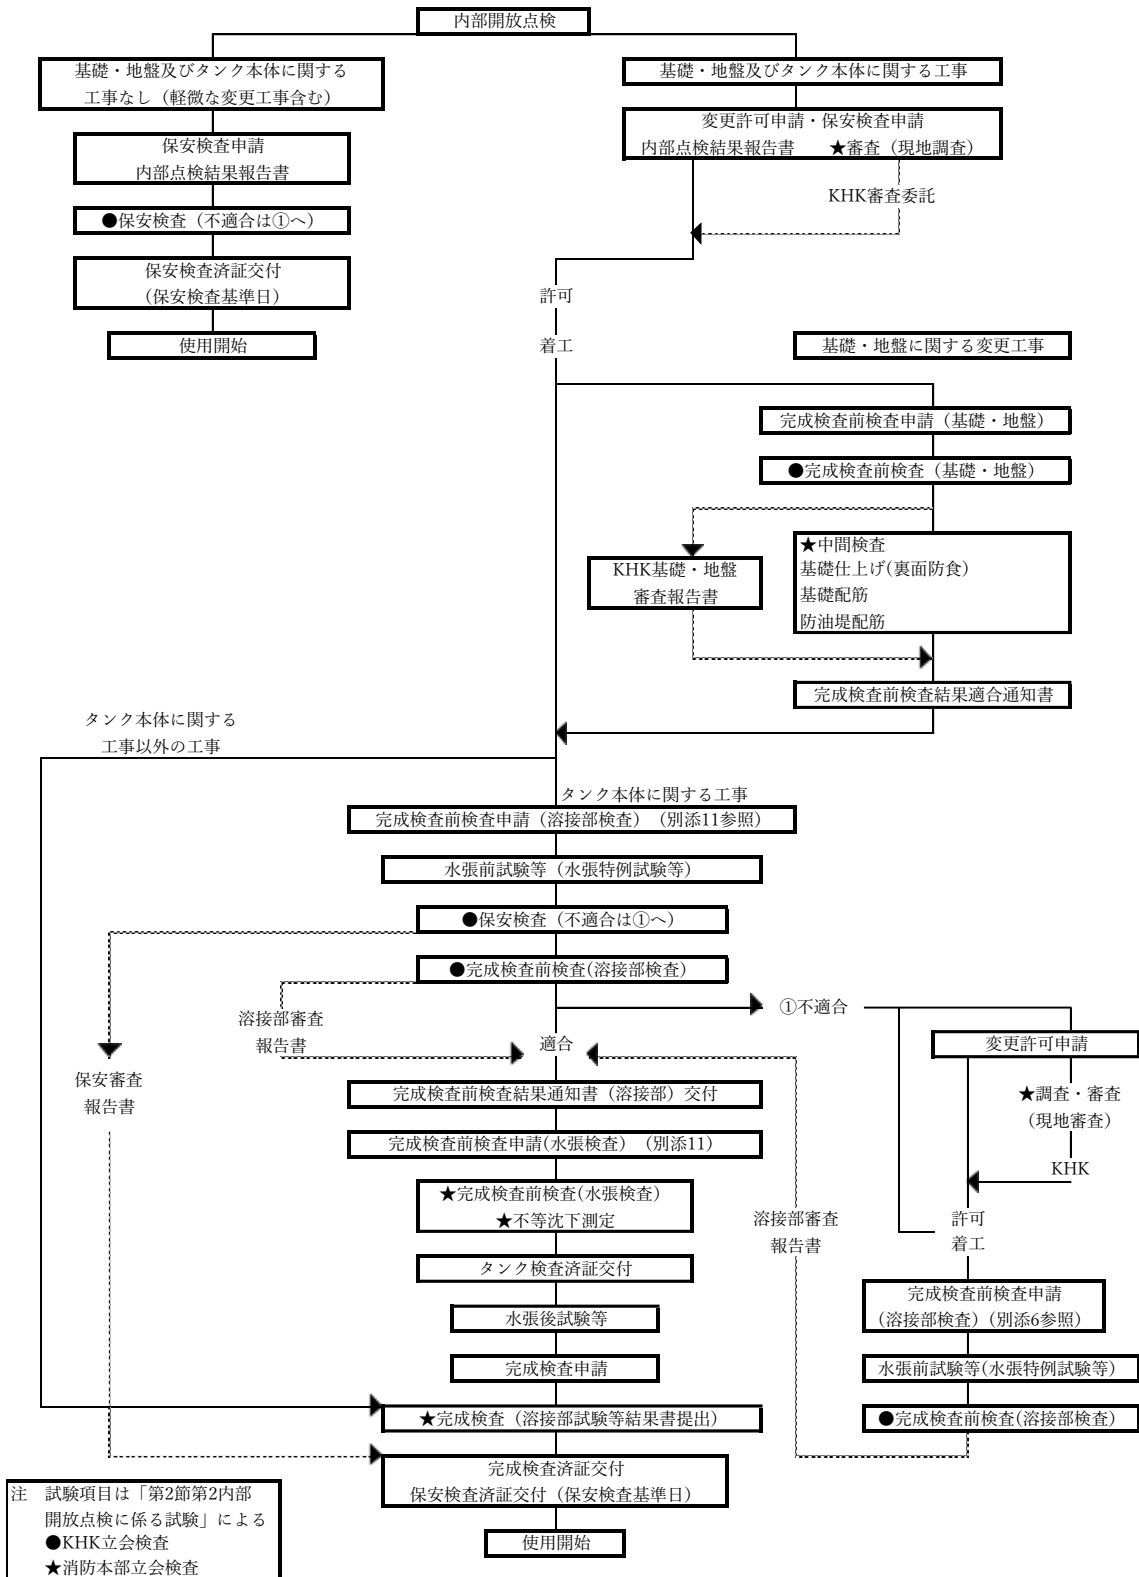 内部開放点検
基礎・地盤及びタンク本体に関する
工事なし（軽微な変更工事含む）
基礎・地盤及びタンク本体に関する工事
保安検査申請
内部点検結果報告書
変更許可申請・保安検査申請
内部点検結果報告書　★審査（現地調査）
KHK審査委託
●保安検査（不適合は①へ）
保安検査済証交付
（保安検査基準日）
使用開始
許可
着工
基礎・地盤に関する変更工事
完成検査前検査申請（基礎・地盤）
●完成検査前検査（基礎・地盤）
KHK基礎・地盤
審査報告書
★中間検査
基礎仕上げ(裏面防食)
基礎配筋
防油堤配筋
完成検査前検査結果適合通知書
タンク本体に関する
工事以外の工事
タンク本体に関する工事
完成検査前検査申請（溶接部検査）（別添11参照）
水張前試験等（水張特例試験等）
●保安検査（不適合は①へ）
●完成検査前検査(溶接部検査)
溶接部審査
報告書
①不適合
適合
変更許可申請
保安審査
報告書
★調査・審査
（現地審査）
KHK
完成検査前検査結果通知書（溶接部）交付
完成検査前検査申請(水張検査)（別添11）
★完成検査前検査(水張検査)
★不等沈下測定
溶接部審査
報告書
許可
着工
タンク検査済証交付
完成検査前検査申請
（溶接部検査）（別添6参照）
水張後試験等
完成検査申請
水張前試験等(水張特例試験等）
★完成検査（溶接部試験等結果書提出）
●完成検査前検査(溶接部検査)
完成検査済証交付
保安検査済証交付（保安検査基準日）
使用開始
注　試験項目は「第2節第2内部
開放点検に係る試験」による
●KHK立会検査
★消防本部立会検査